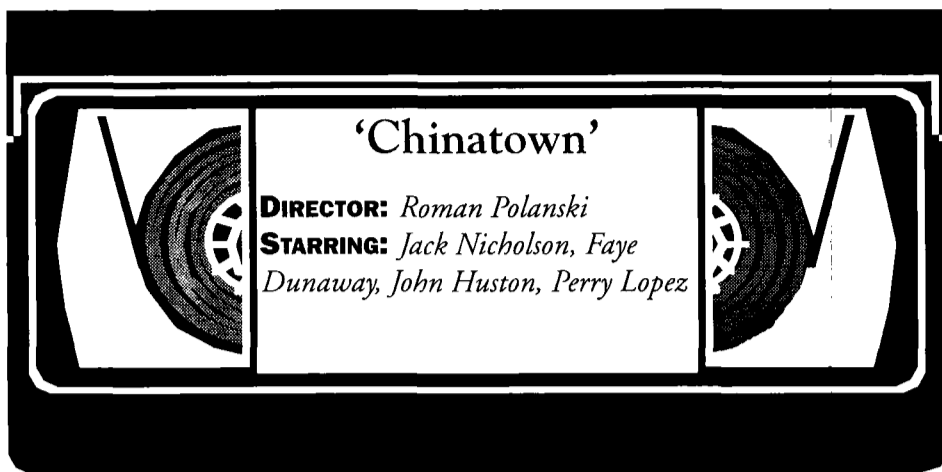 ‘Chinatown’
DIRECTOR: Roman Polanski
STARRING: Jack Nicholson, Faye
Dunaway, John Huston, Perry Lopez